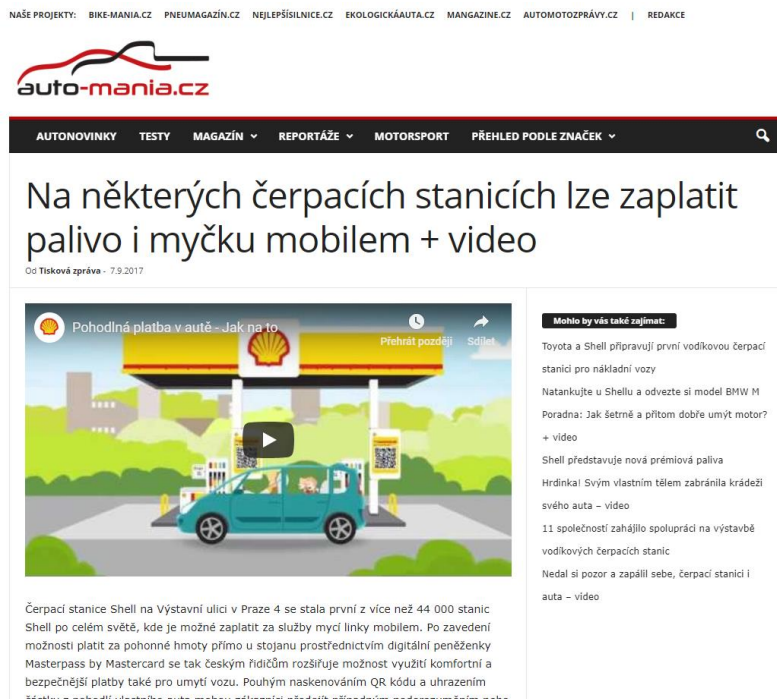 NAŠE PROJEKTY: BIKE-MANIA.CZ PNEUMAGAZÍN.CZ NEJLEPŠÍSILNICE.CZ EKOLOGICKÁAUTA.CZ MANGAZINE.CZ AUTOMOTOZPRÁVY.CZ | REDAKCE
auto-mania.cz
AUTONOVINKY TESTY MAGAZÍN REPORTÁŽE MOTORSPORT PŘEHLED PODLE ZNAČEK
Na některých čerpacích stanicích lze zaplatit
palivo i myčku mobilem + video
Od Tisková zpráva - 7.9.2017
Pohodlná platba v autě - Jak na to
Přehrát později
Sdílet
Čerpací stanice Shell na Výstavní ulici v Praze 4 se stala první z více než 44 000 stanic
Shell po celém světě, kde je možné zaplatit za služby mycí linky mobilem. Po zavedení
možnosti platit za pohonné hmoty přímo u stojanu prostřednictvím digitální peněženky
Masterpass by Mastercard se tak českým řidičům rozšiřuje možnost využití komfortní a
bezpečnější platby také pro umytí vozu. Pouhým naskenováním QR kódu a uhrazením
Mohlo by vás také zajímat:
Toyota a Shell připravují první vodíkovou čerpací
stanici pro nákladní vozy
Natankujte u Shellu a odvezte si model BMW M
Poradna: Jak šetrně a přitom dobře umýt motor?
+ video
Shell představuje nová prémiová paliva
Hrdinka! Svým vlastním tělem zabránila krádeži
svého auta – video
11 společností zahájilo spolupráci na výstavbě
vodíkových čerpacích stanic
Nedal si pozor a zapálil sebe, čerpací stanici i
auta – video